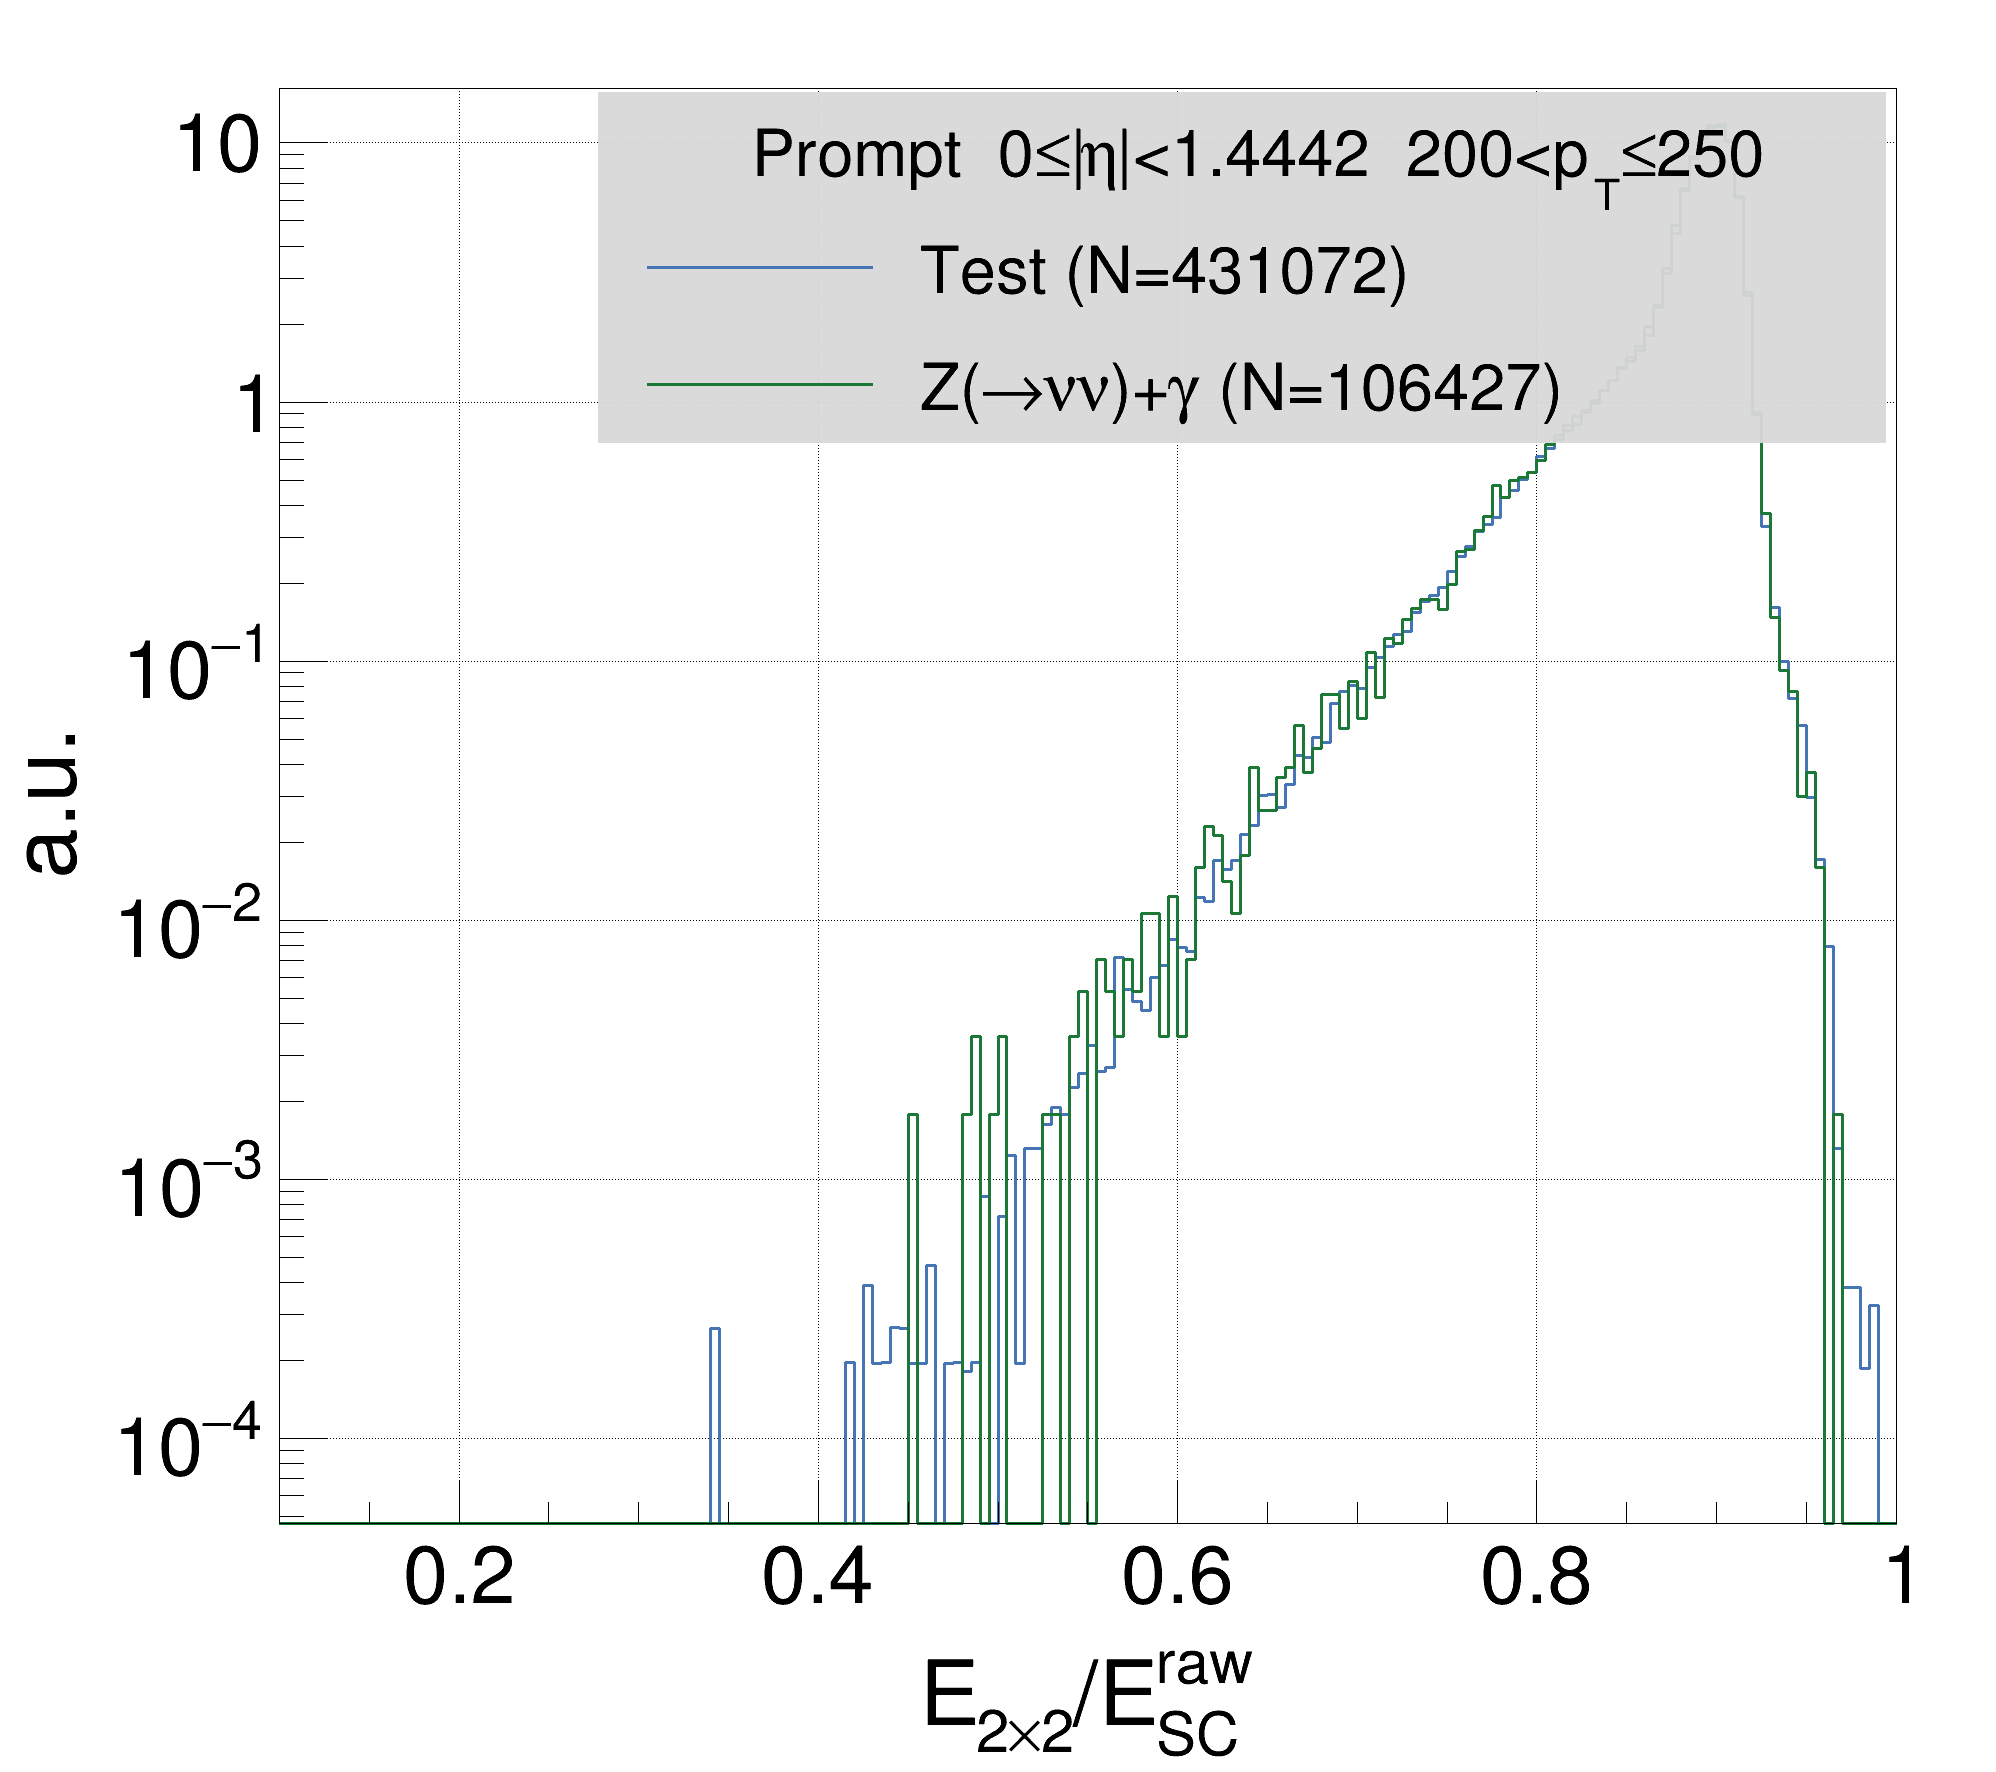 Prompt 0≤|η|<1.4442 200<p_T≤250
Test (N=431072)
Z(→νν)+γ (N=106427)
10
1
10⁻¹
10⁻²
10⁻³
10⁻⁴
a.u.
0.2 0.4 0.6 0.8 1
E_2×2/E_SC^raw